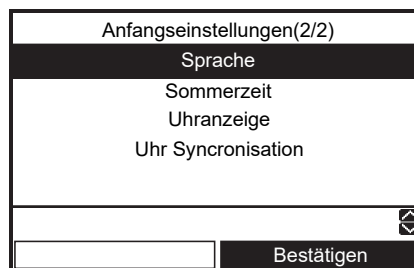 Anfangseinstellungen(2/2)
Sprache
Sommerzeit
Uhranzeige
Uhr Syncronisation
Bestätigen